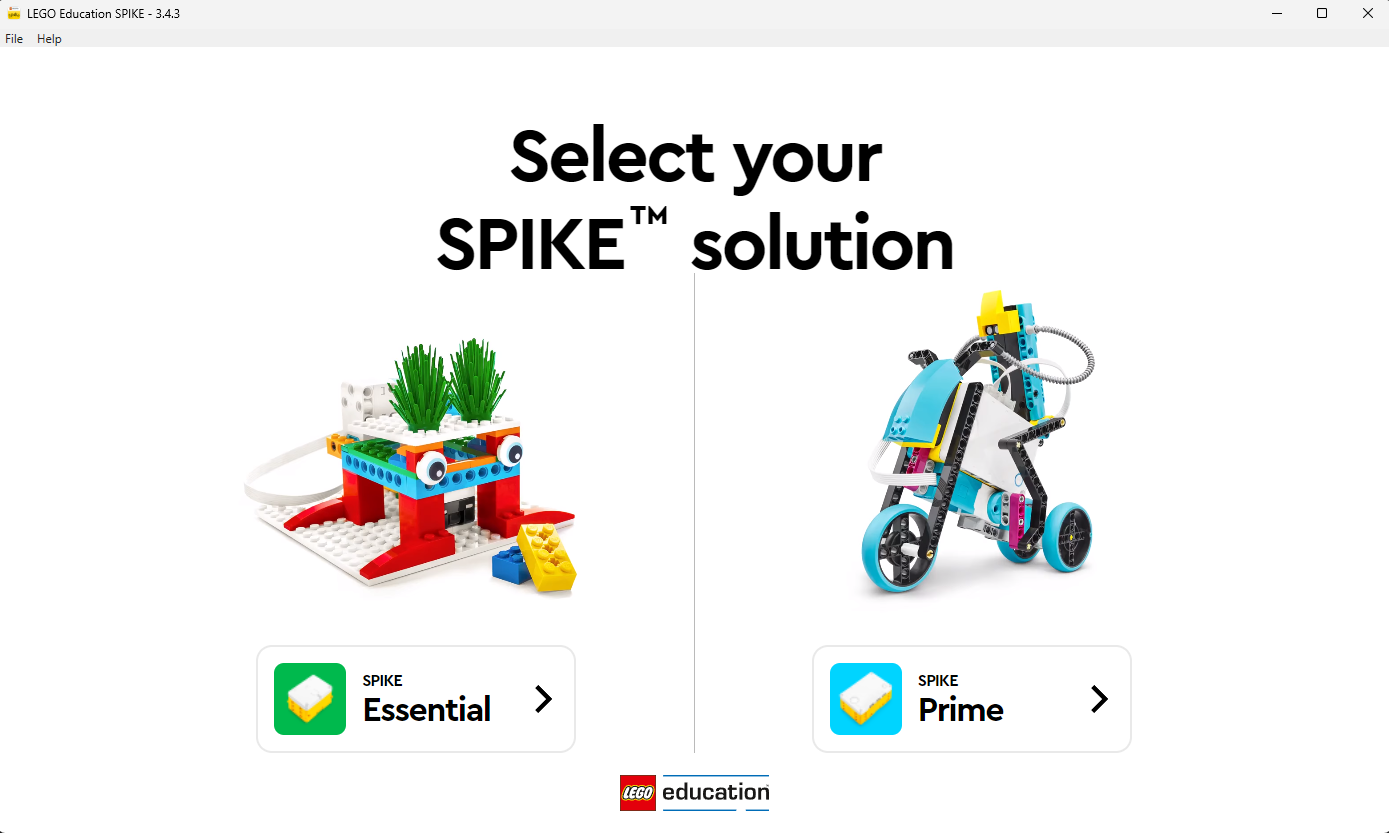 LEGO Education SPIKE - 3.4.3
File Help
Select your
SPIKE™ solution
SPIKE
Essential
SPIKE
Prime
LEGO education